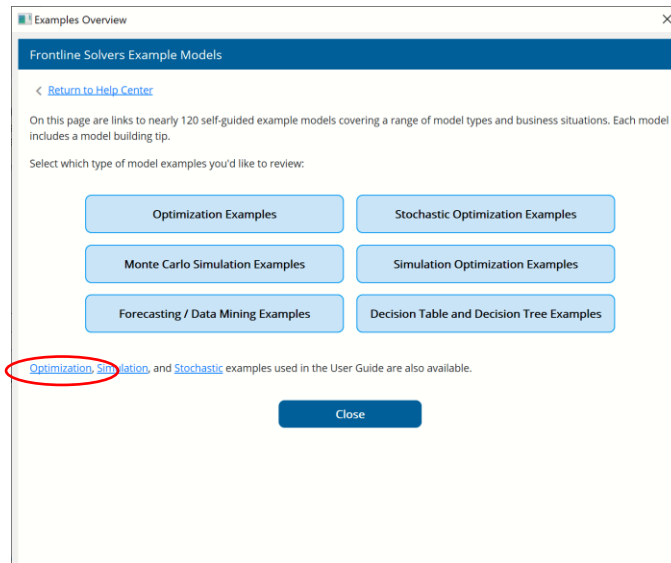 Examples Overview
Frontline Solvers Example Models
< Return to Help Center
On this page are links to nearly 120 self-guided example models covering a range of model types and business situations. Each model
includes a model building tip.
Select which type of model examples you'd like to review:
Optimization Examples
Stochastic Optimization Examples
Monte Carlo Simulation Examples
Simulation Optimization Examples
Forecasting / Data Mining Examples
Decision Table and Decision Tree Examples
Optimization, Simulation, and Stochastic examples used in the User Guide are also available.
Close